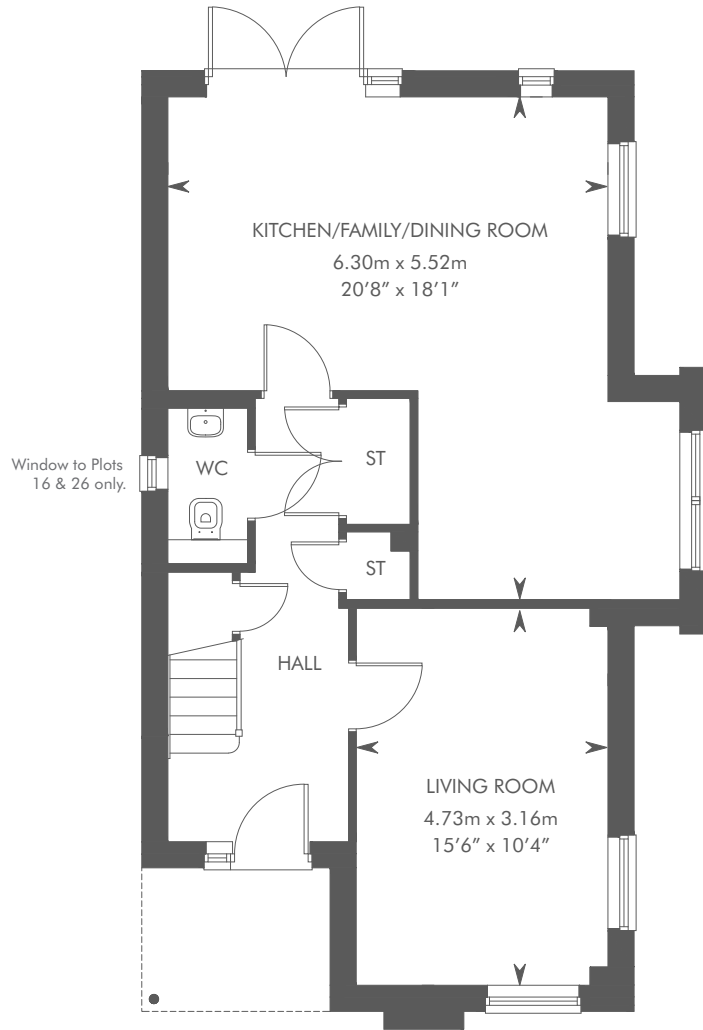 KITCHEN/FAMILY/DINING ROOM
6.30m x 5.52m
20’8” x 18’1”
Window to Plots
16 & 26 only.
WC
ST
ST
HALL
LIVING ROOM
4.73m x 3.16m
15’6” x 10’4”